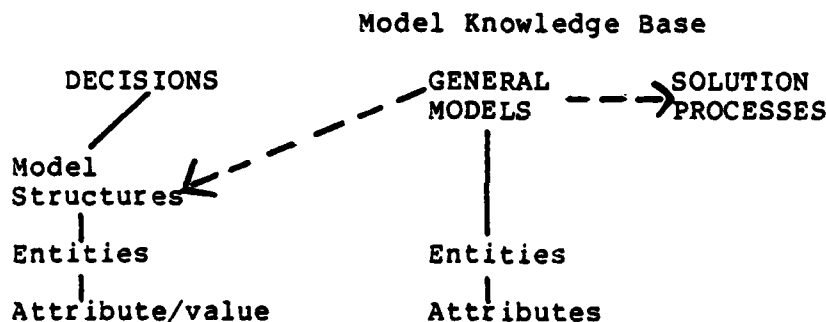 Model Knowledge Base
DECISIONS
GENERAL
MODELS
SOLUTION
PROCESSES
Model
Structures
Entities
Attribute/value
Entities
Attributes